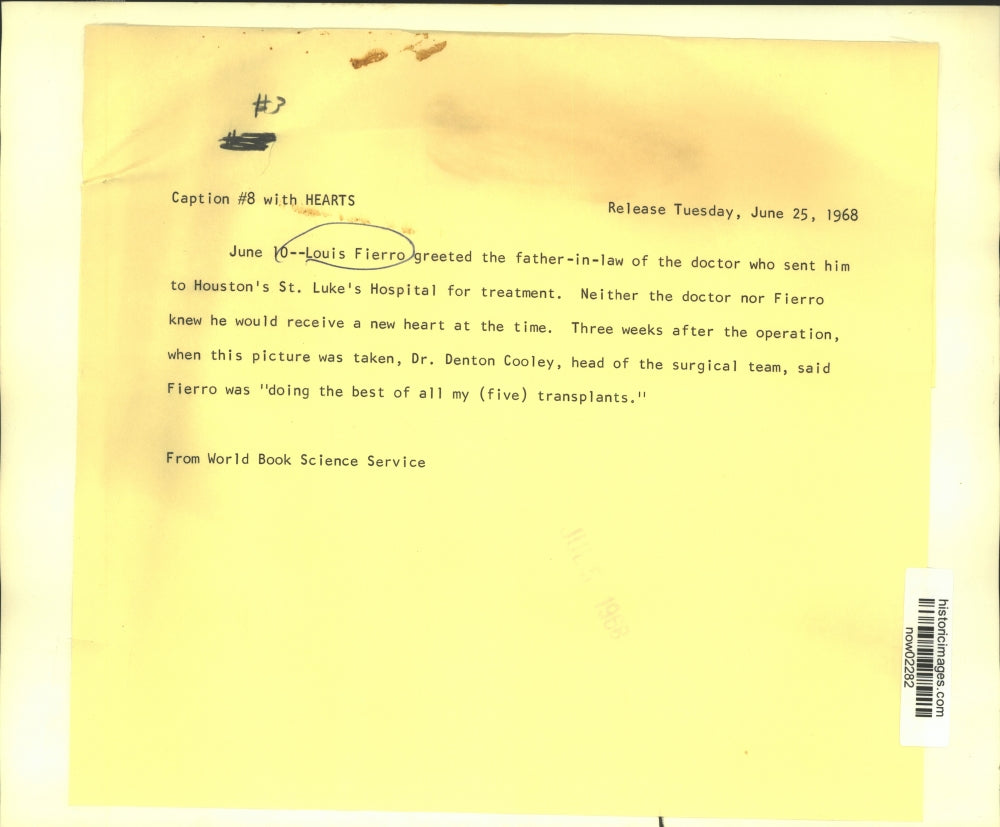 #3
Caption #8 with HEARTS
Release Tuesday, June 25, 1968
June 10--Louis Fierro greeted the father-in-law of the doctor who sent him
to Houston's St. Luke's Hospital for treatment. Neither the doctor nor Fierro
knew he would receive a new heart at the time. Three weeks after the operation,
when this picture was taken, Dr. Denton Cooley, head of the surgical team, said
Fierro was "doing the best of all my (five) transplants."
From World Book Science Service
JUL 5 1968
historicimages.com
now02282